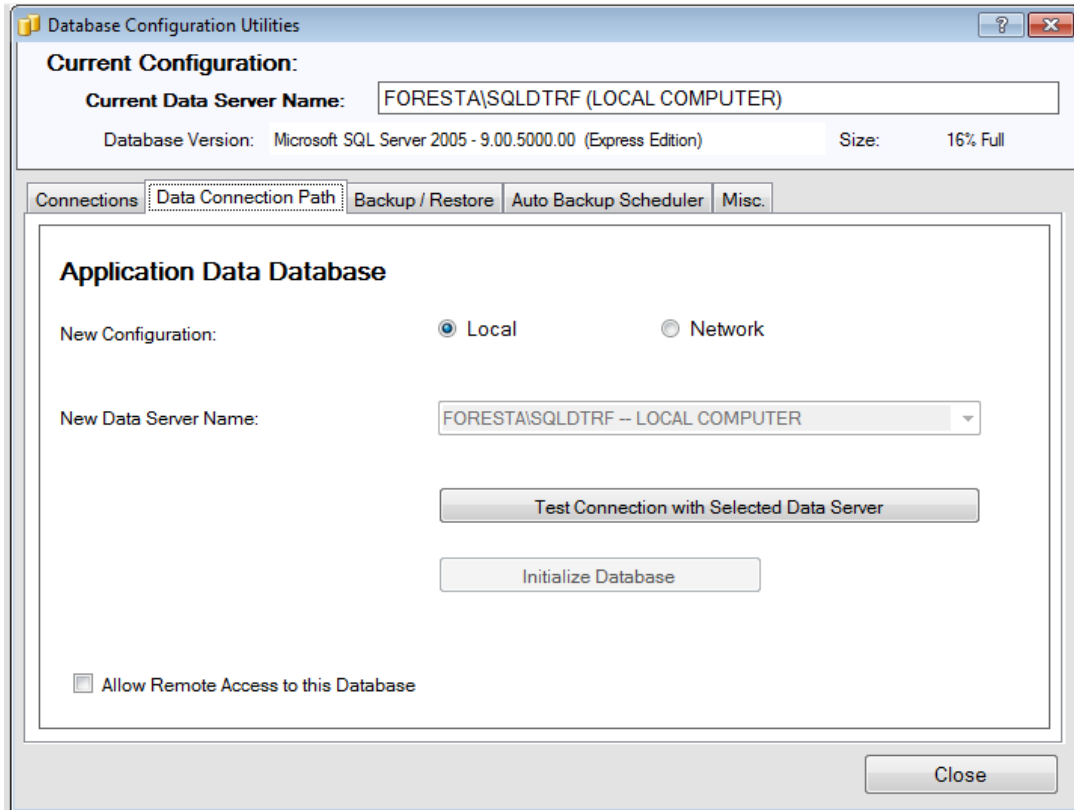 Database Configuration Utilities
Current Configuration:
Current Data Server Name: FORESTA\SQLDTRF (LOCAL COMPUTER)
Database Version: Microsoft SQL Server 2005 - 9.00.5000.00 (Express Edition) Size: 16% Full
Connections Data Connection Path Backup / Restore Auto Backup Scheduler Misc.
Application Data Database
New Configuration: Local Network
New Data Server Name: FORESTA\SQLDTRF -- LOCAL COMPUTER
Test Connection with Selected Data Server
Initialize Database
Allow Remote Access to this Database
Close